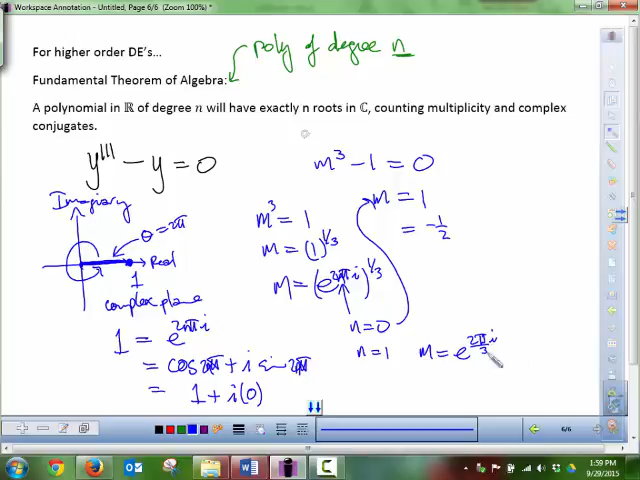 Workspace Annotation - Untitled, Page 6/6 (Zoom 100%) *
For higher order DE's...
poly of degree n
Fundamental Theorem of Algebra:
A polynomial in ℝ of degree n will have exactly n roots in ℂ, counting multiplicity and complex
conjugates.
y''' - y = 0
m³ - 1 = 0
Imaginary
θ = 2π
Real
1
complex plane
m³ = 1
m = (1)^{1/3}
m = (e^{2nπi})^{1/3}
m = 1
= -1/2
n = 0
n = 1
m = e^{2π/3 i}
1 = e^{2nπi}
= cos 2nπ + i sin 2nπ
= 1 + i(0)
6/6
1:59 PM
9/29/2015